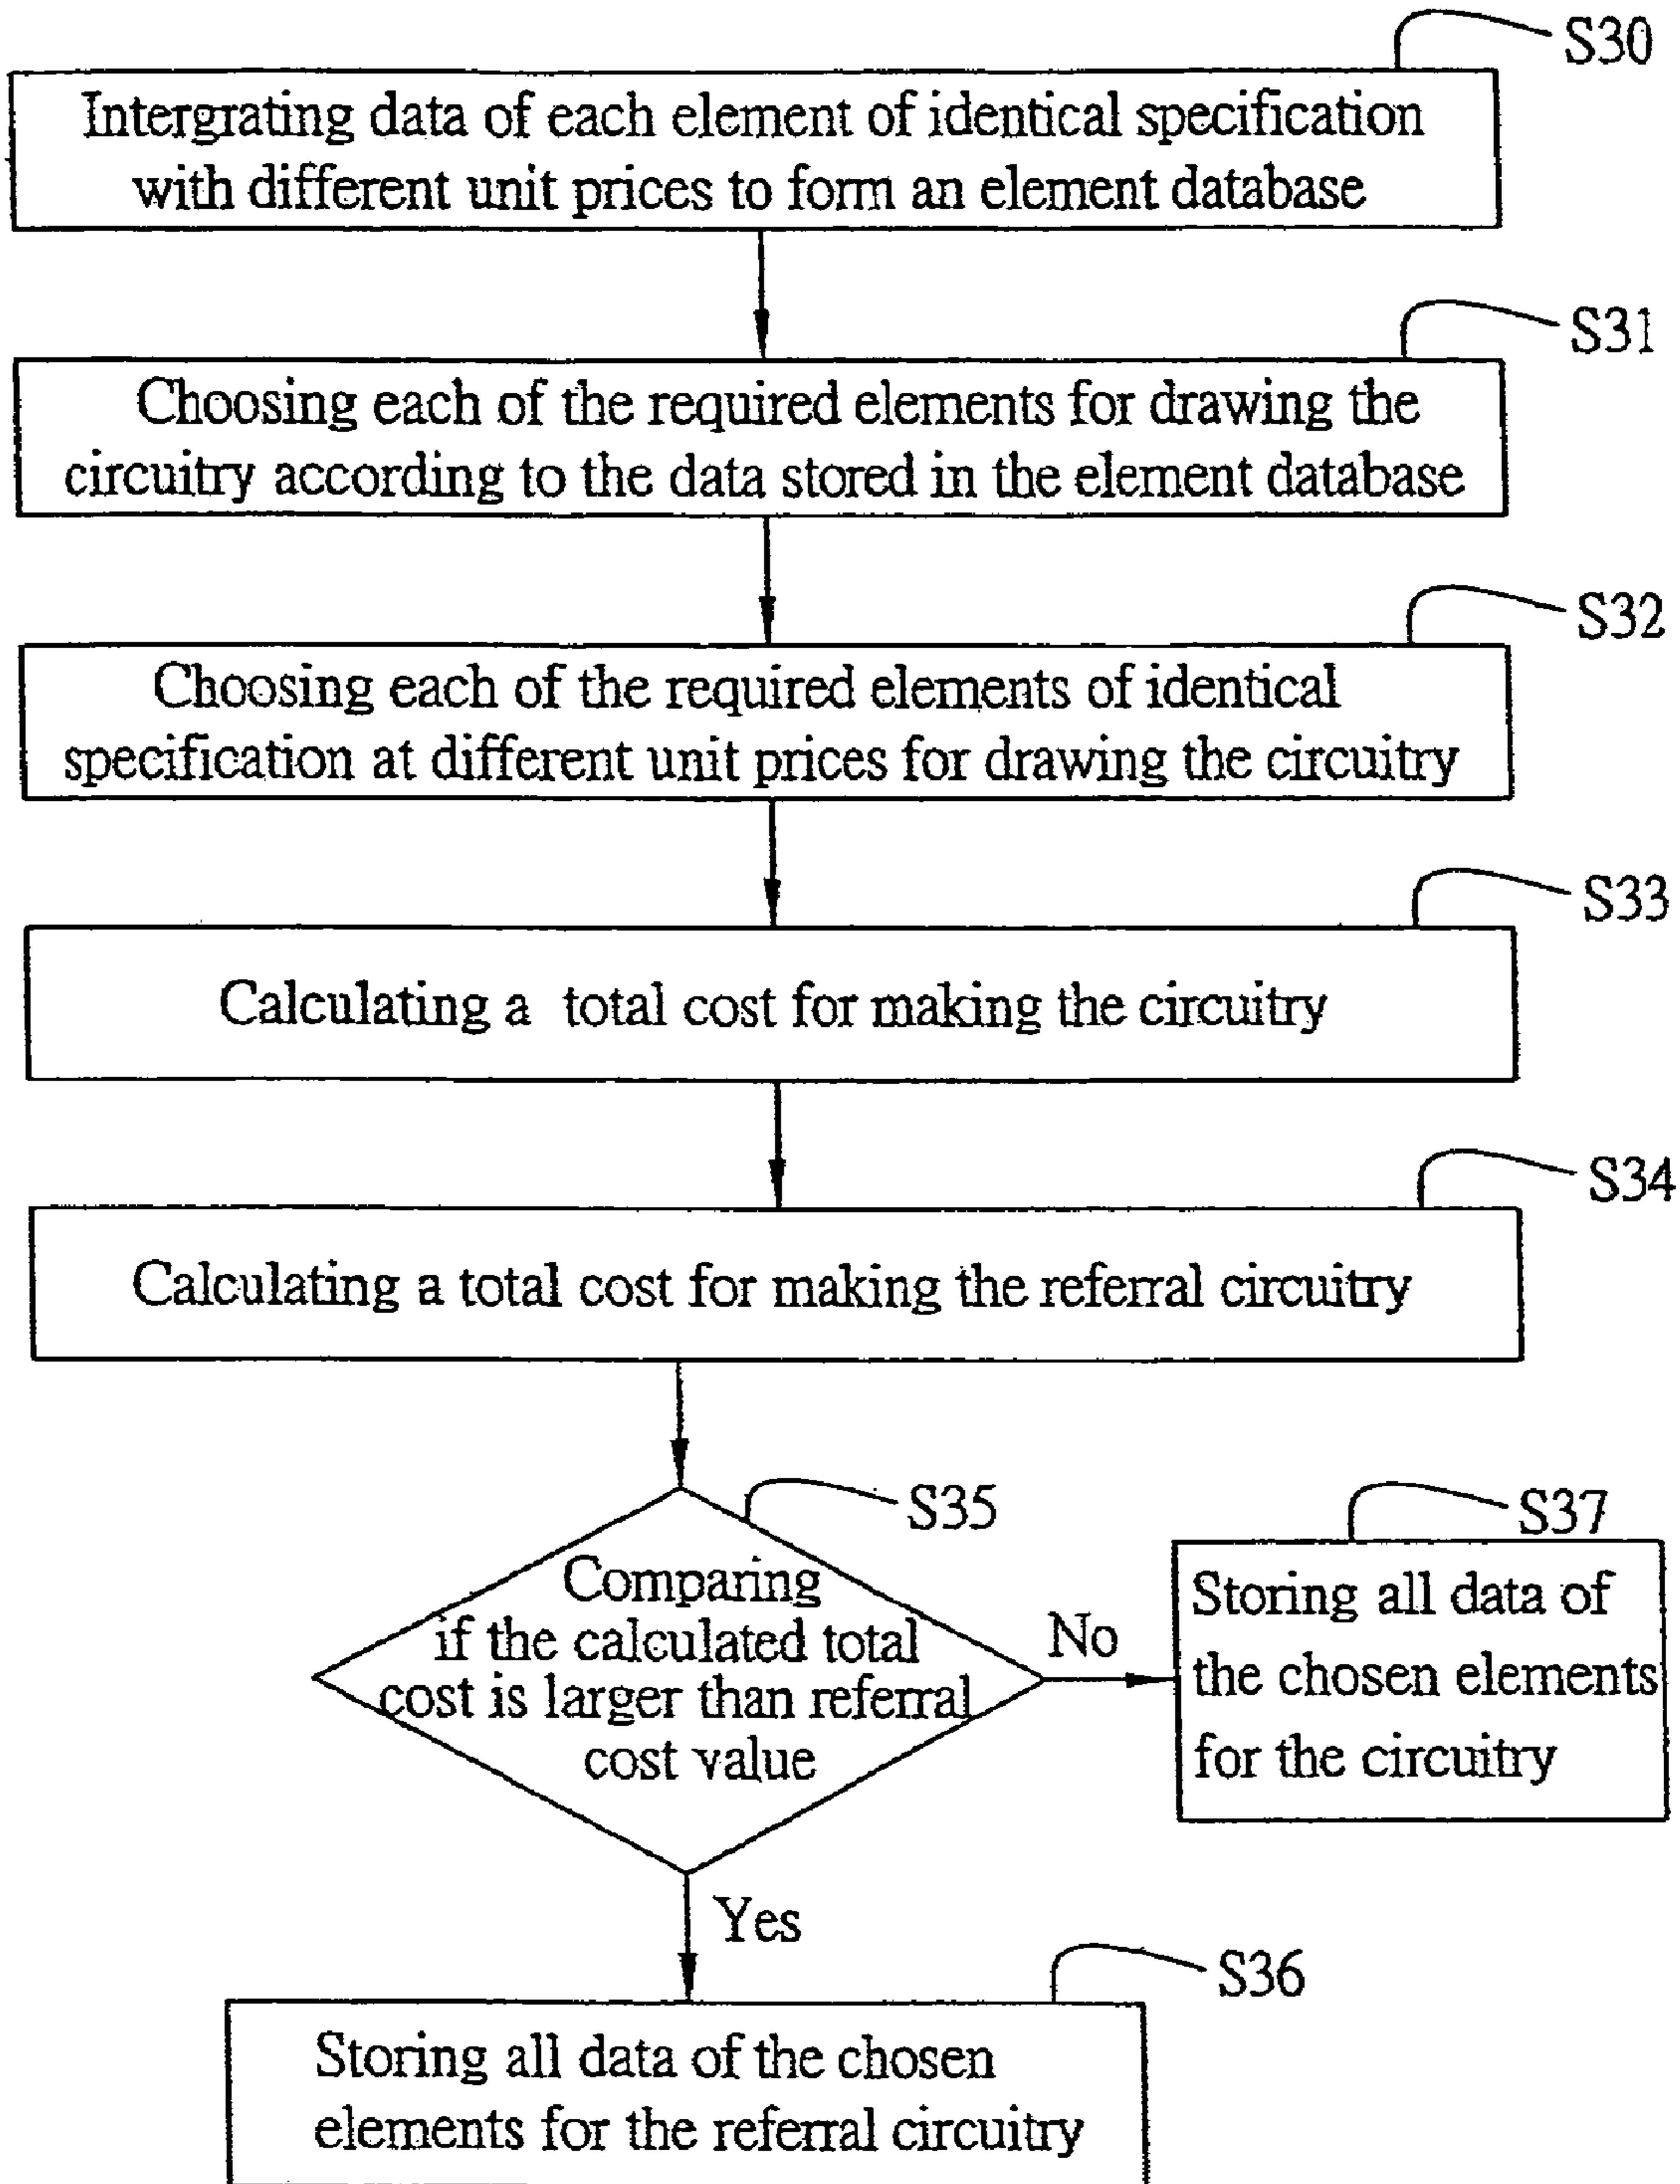 S30
Intergrating data of each element of identical specification
with different unit prices to form an element database
S31
Choosing each of the required elements for drawing the
circuitry according to the data stored in the element database
S32
Choosing each of the required elements of identical
specification at different unit prices for drawing the circuitry
S33
Calculating a total cost for making the circuitry
S34
Calculating a total cost for making the referral circuitry
S35
Comparing
if the calculated total
cost is larger than referral
cost value
No
S37
Storing all data of
the chosen elements
for the circuitry
Yes
S36
Storing all data of the chosen
elements for the referral circuitry